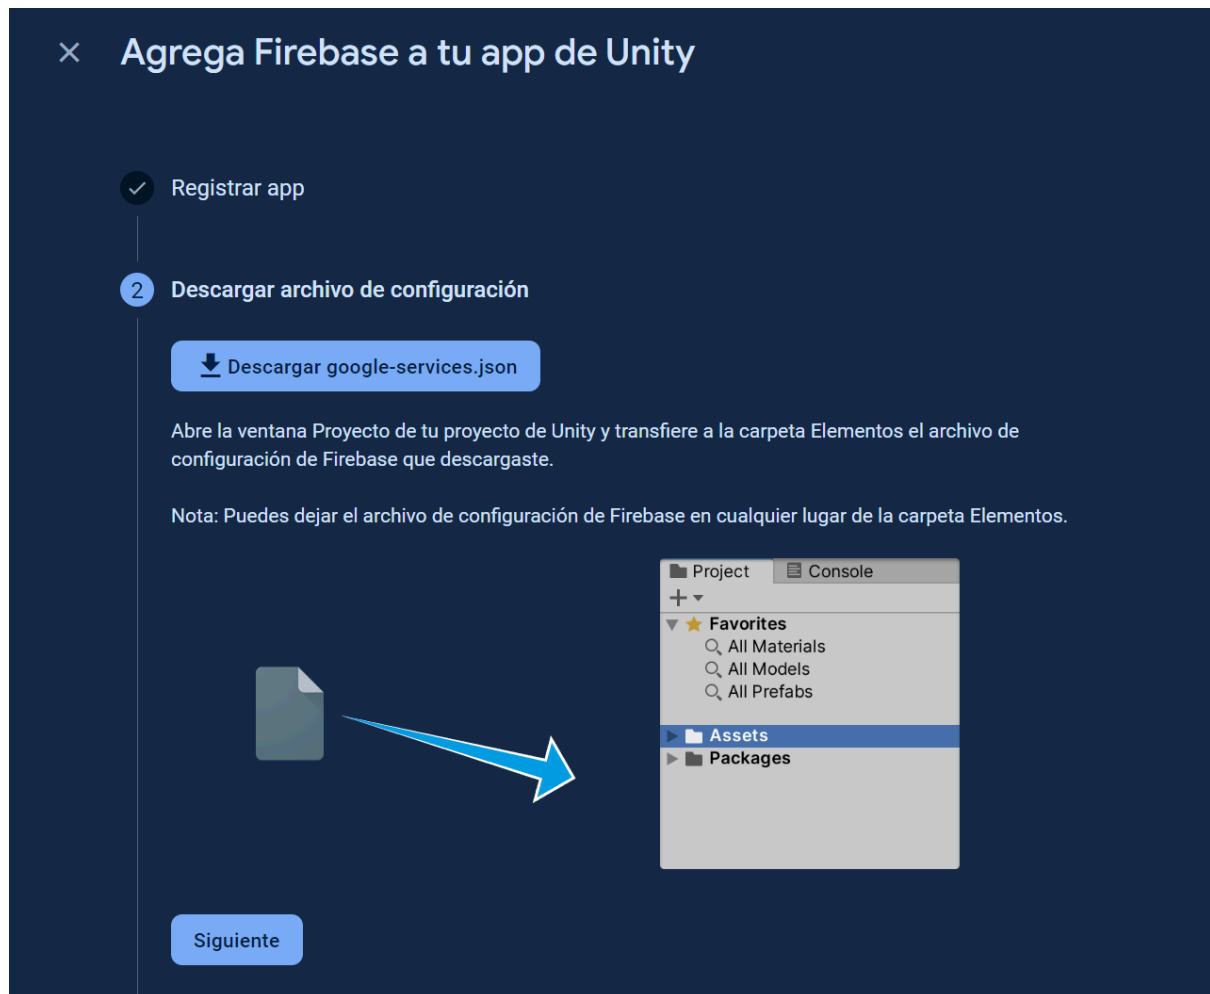 Agrega Firebase a tu app de Unity
Registrar app
2 Descargar archivo de configuración
Descargar google-services.json
Abre la ventana Proyecto de tu proyecto de Unity y transfiere a la carpeta Elementos el archivo de
configuración de Firebase que descargaste.
Nota: Puedes dejar el archivo de configuración de Firebase en cualquier lugar de la carpeta Elementos.
Project Console
Favorites
All Materials
All Models
All Prefabs
Assets
Packages
Siguiente